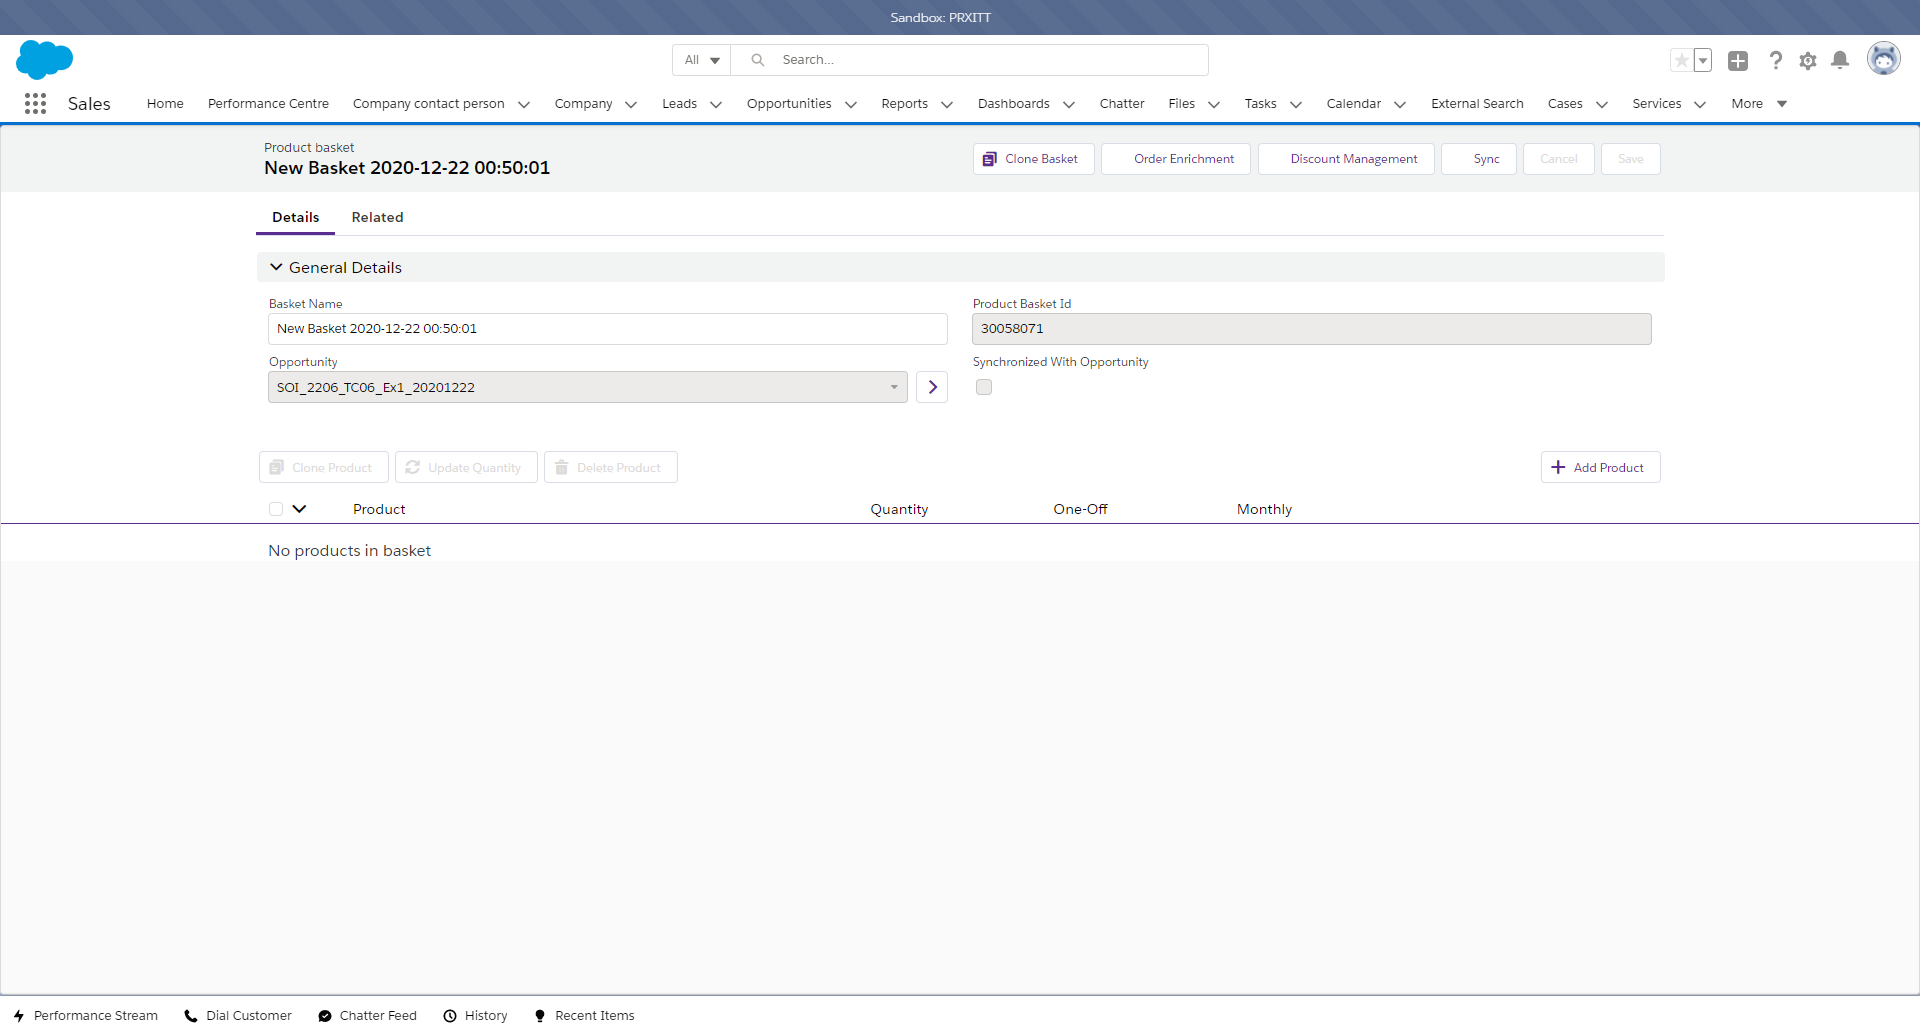 Sandbox: PRXITT
All
Search...
Sales
Home
Performance Centre
Company contact person
Company
Leads
Opportunities
Reports
Dashboards
Chatter
Files
Tasks
Calendar
External Search
Cases
Services
More
Product basket
New Basket 2020-12-22 00:50:01
Clone Basket
Order Enrichment
Discount Management
Sync
Cancel
Save
Details
Related
General Details
Basket Name
New Basket 2020-12-22 00:50:01
Product Basket Id
30058071
Opportunity
SOI_2206_TC06_Ex1_20201222
Synchronized With Opportunity
Clone Product
Update Quantity
Delete Product
Add Product
Product
Quantity
One-Off
Monthly
No products in basket
Performance Stream
Dial Customer
Chatter Feed
History
Recent Items